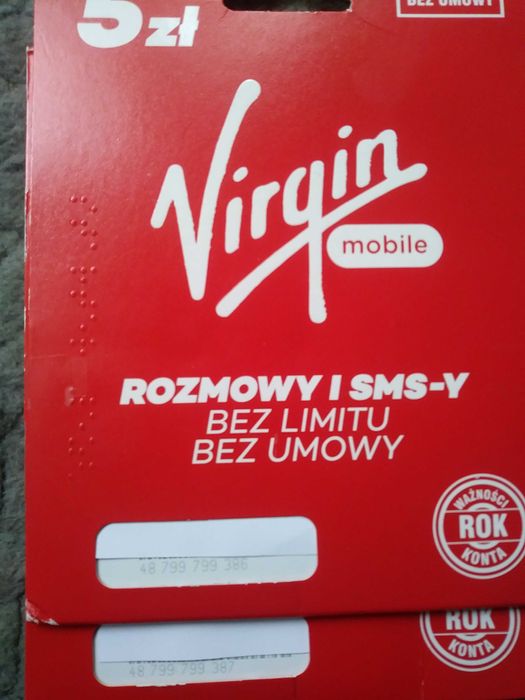 5 zł
BEZ UMOWY
Virgin
mobile
ROZMOWY I SMS-Y
BEZ LIMITU
BEZ UMOWY
WAŻNOŚCI
ROK
KONTA
48 799 799 386
ROK
KONTA
48 799 799 387